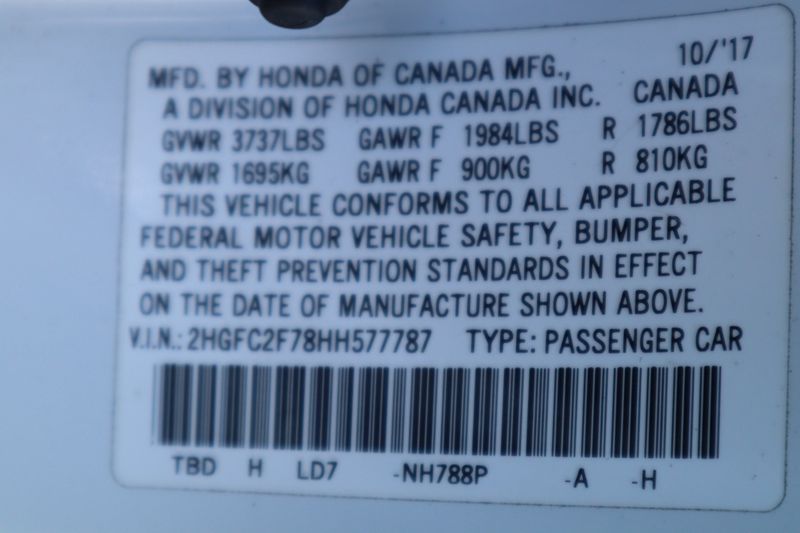 MFD. BY HONDA OF CANADA MFG., 10/'17
A DIVISION OF HONDA CANADA INC. CANADA
GVWR 3737LBS GAWR F 1984LBS R 1786LBS
GVWR 1695KG GAWR F 900KG R 810KG
THIS VEHICLE CONFORMS TO ALL APPLICABLE
FEDERAL MOTOR VEHICLE SAFETY, BUMPER,
AND THEFT PREVENTION STANDARDS IN EFFECT
ON THE DATE OF MANUFACTURE SHOWN ABOVE.
V.I.N.: 2HGFC2F78HH577787 TYPE: PASSENGER CAR
TBD H LD7 -NH788P -A -H